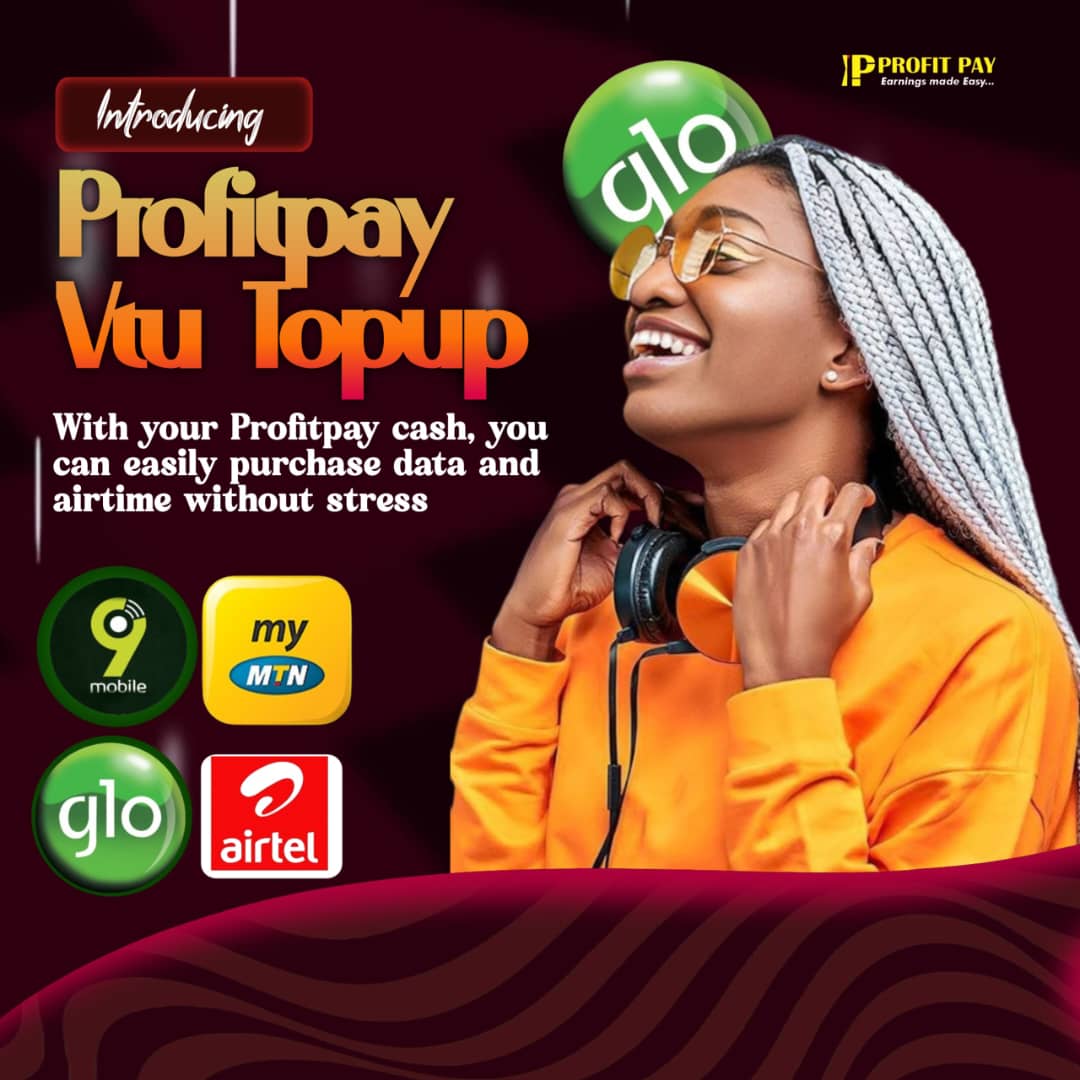 PROFIT PAY
Earnings made Easy...
Introducing
Profitpay
Vtu Topup
With your Profitpay cash, you
can easily purchase data and
airtime without stress
glo
9
mobile
my
MTN
glo
airtel